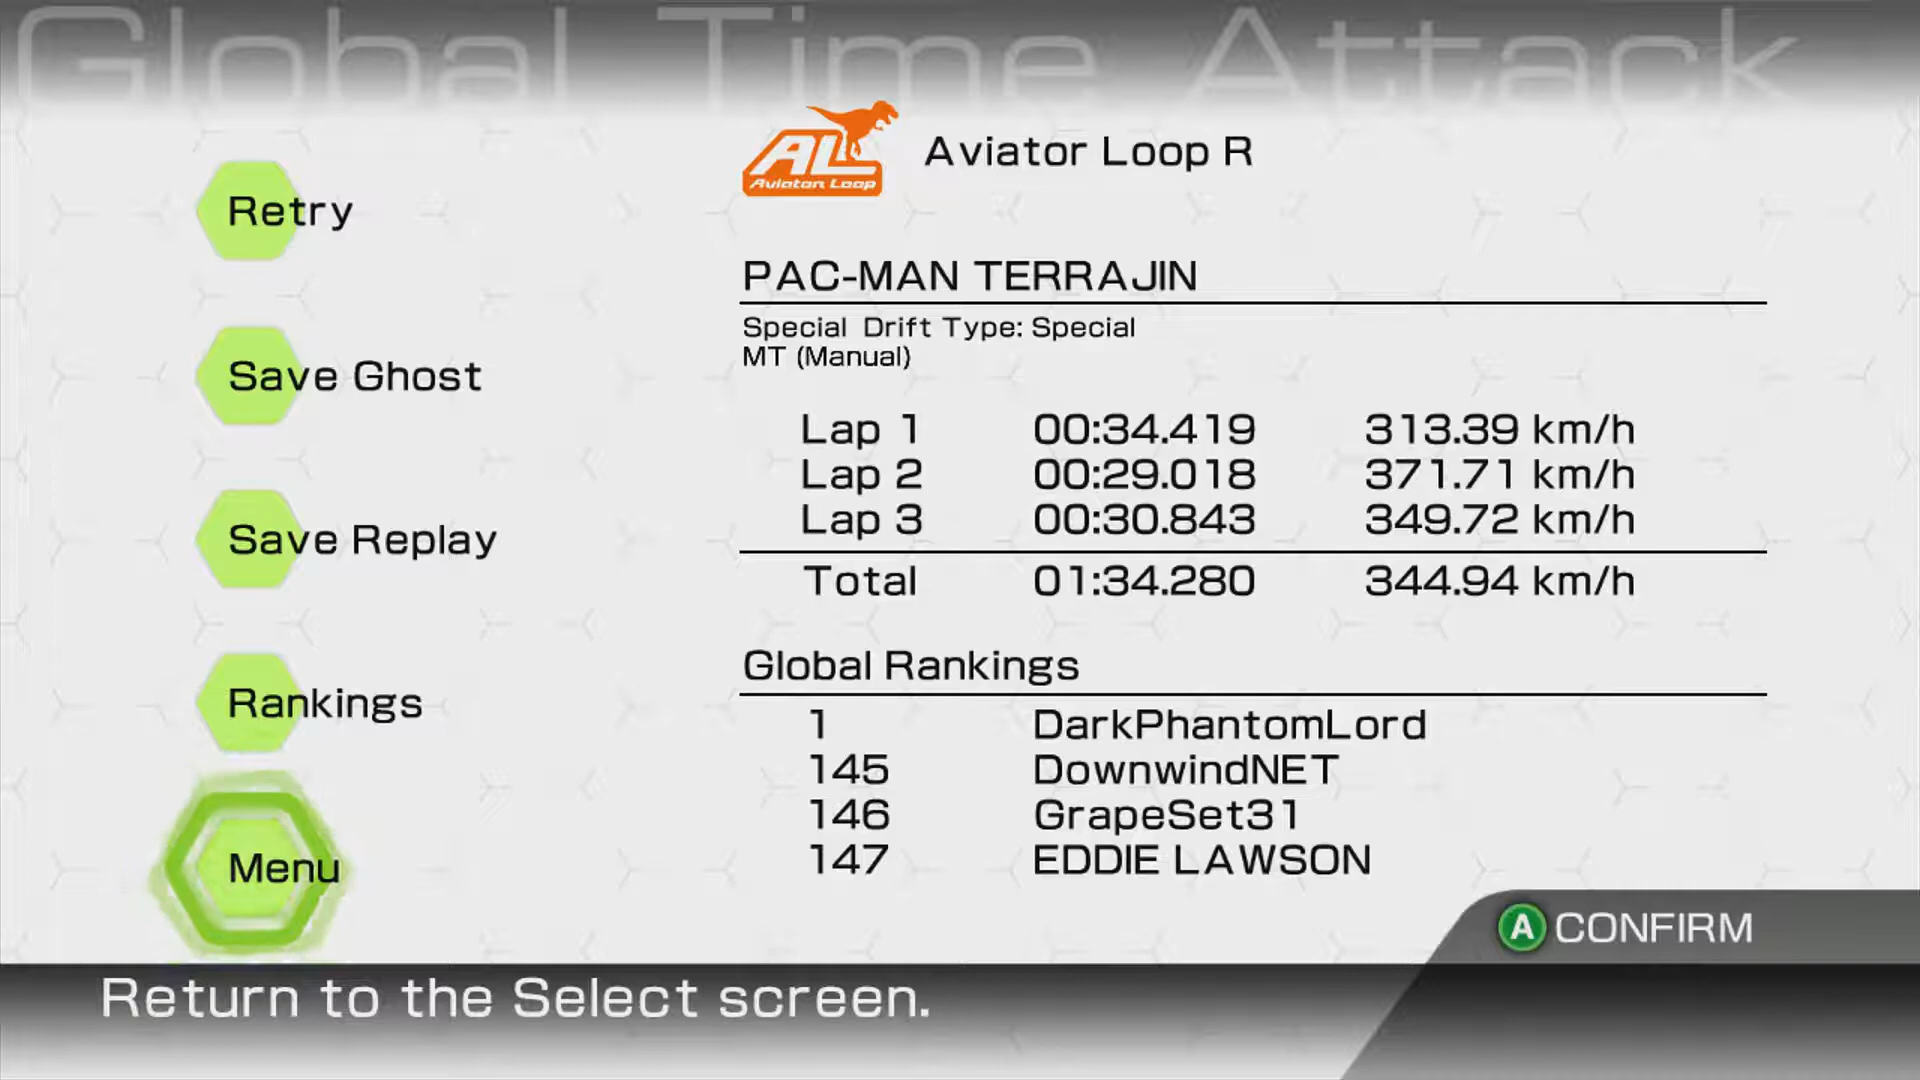 Global Time Attack
AL
Aviator Loop
Aviator Loop R
Retry
Save Ghost
Save Replay
Rankings
Menu
PAC-MAN TERRAJIN
Special Drift Type: Special
MT (Manual)
Lap 1 00:34.419 313.39 km/h
Lap 2 00:29.018 371.71 km/h
Lap 3 00:30.843 349.72 km/h
Total 01:34.280 344.94 km/h
Global Rankings
1 DarkPhantomLord
145 DownwindNET
146 GrapeSet31
147 EDDIE LAWSON
A CONFIRM
Return to the Select screen.